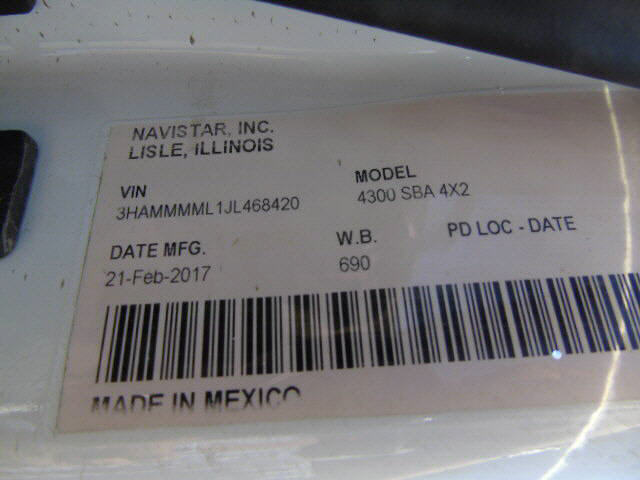 NAVISTAR, INC.
LISLE, ILLINOIS
VIN MODEL
3HAMMMML1JL468420 4300 SBA 4X2
DATE MFG. W.B. PD LOC - DATE
21-Feb-2017 690
MADE IN MEXICO